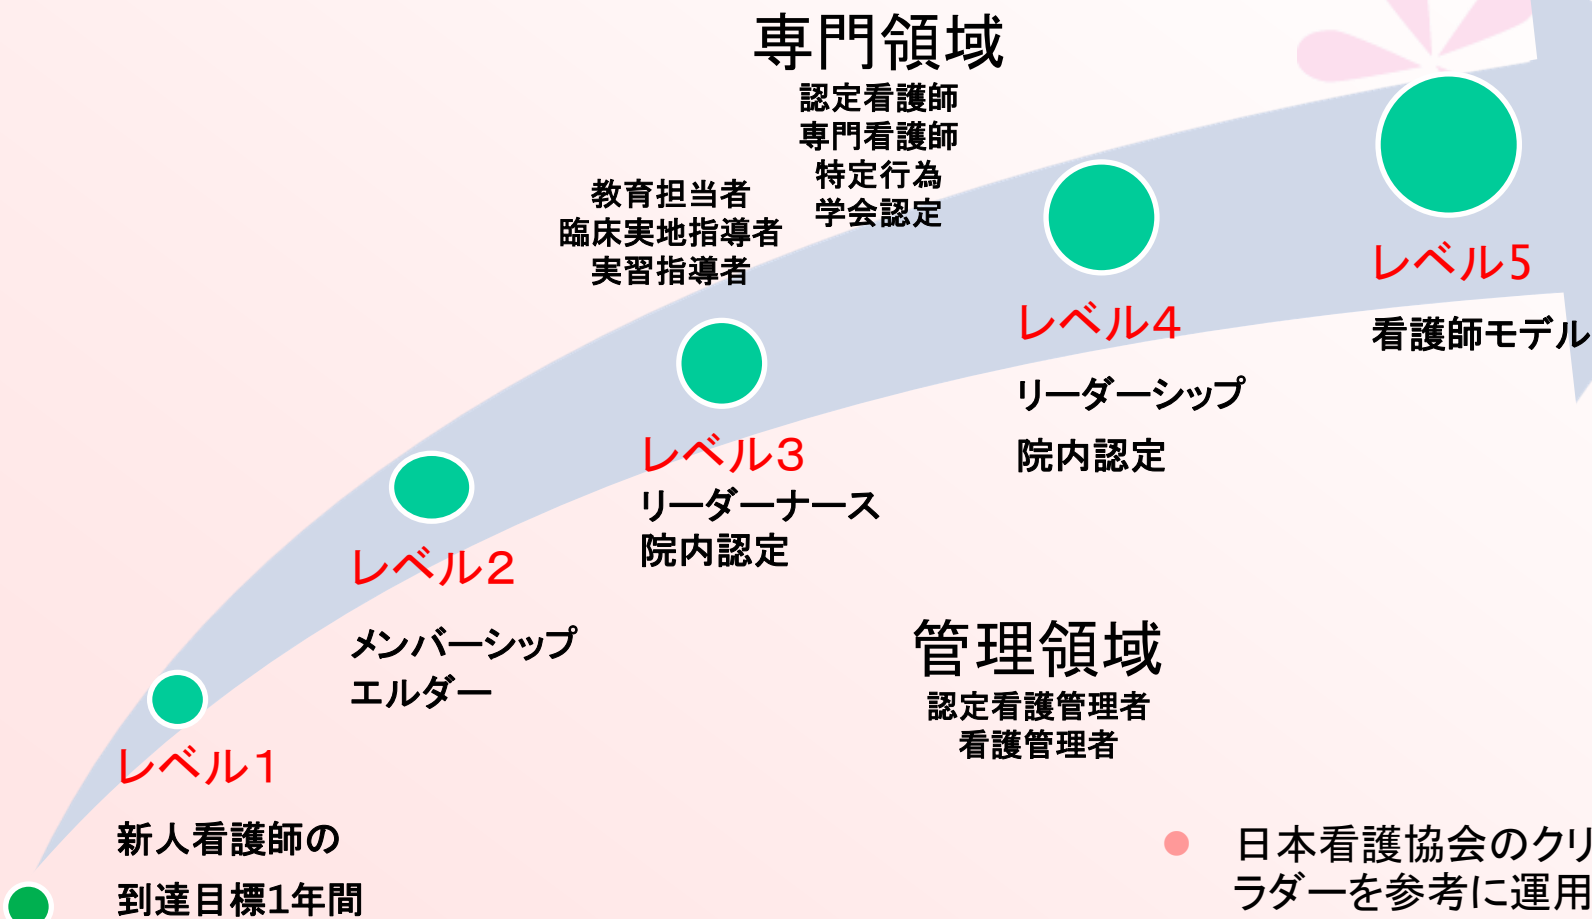 専門領域
認定看護師
専門看護師
特定行為
学会認定
教育担当者
臨床実地指導者
実習指導者
レベル5
看護師モデル
レベル4
リーダーシップ
院内認定
レベル3
リーダーナース
院内認定
レベル2
メンバーシップ
エルダー
管理領域
認定看護管理者
看護管理者
レベル1
新人看護師の
到達目標1年間
日本看護協会のクリ
ラダーを参考に運用